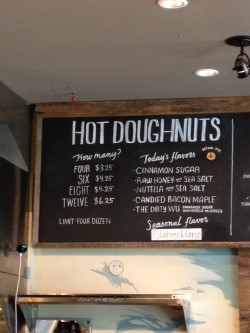 HOT DOUGHNUTS
How many?
FOUR $3.25
SIX $4.25
EIGHT $5.25
TWELVE $6.25
LIMIT: FOUR DOZEN
Today's flavors
-CINNAMON SUGAR
-RAW HONEY AND SEA SALT
-NUTELLA AND SEA SALT
-CANDIED BACON MAPLE
-THE DRTY WU
Seasonal flavor